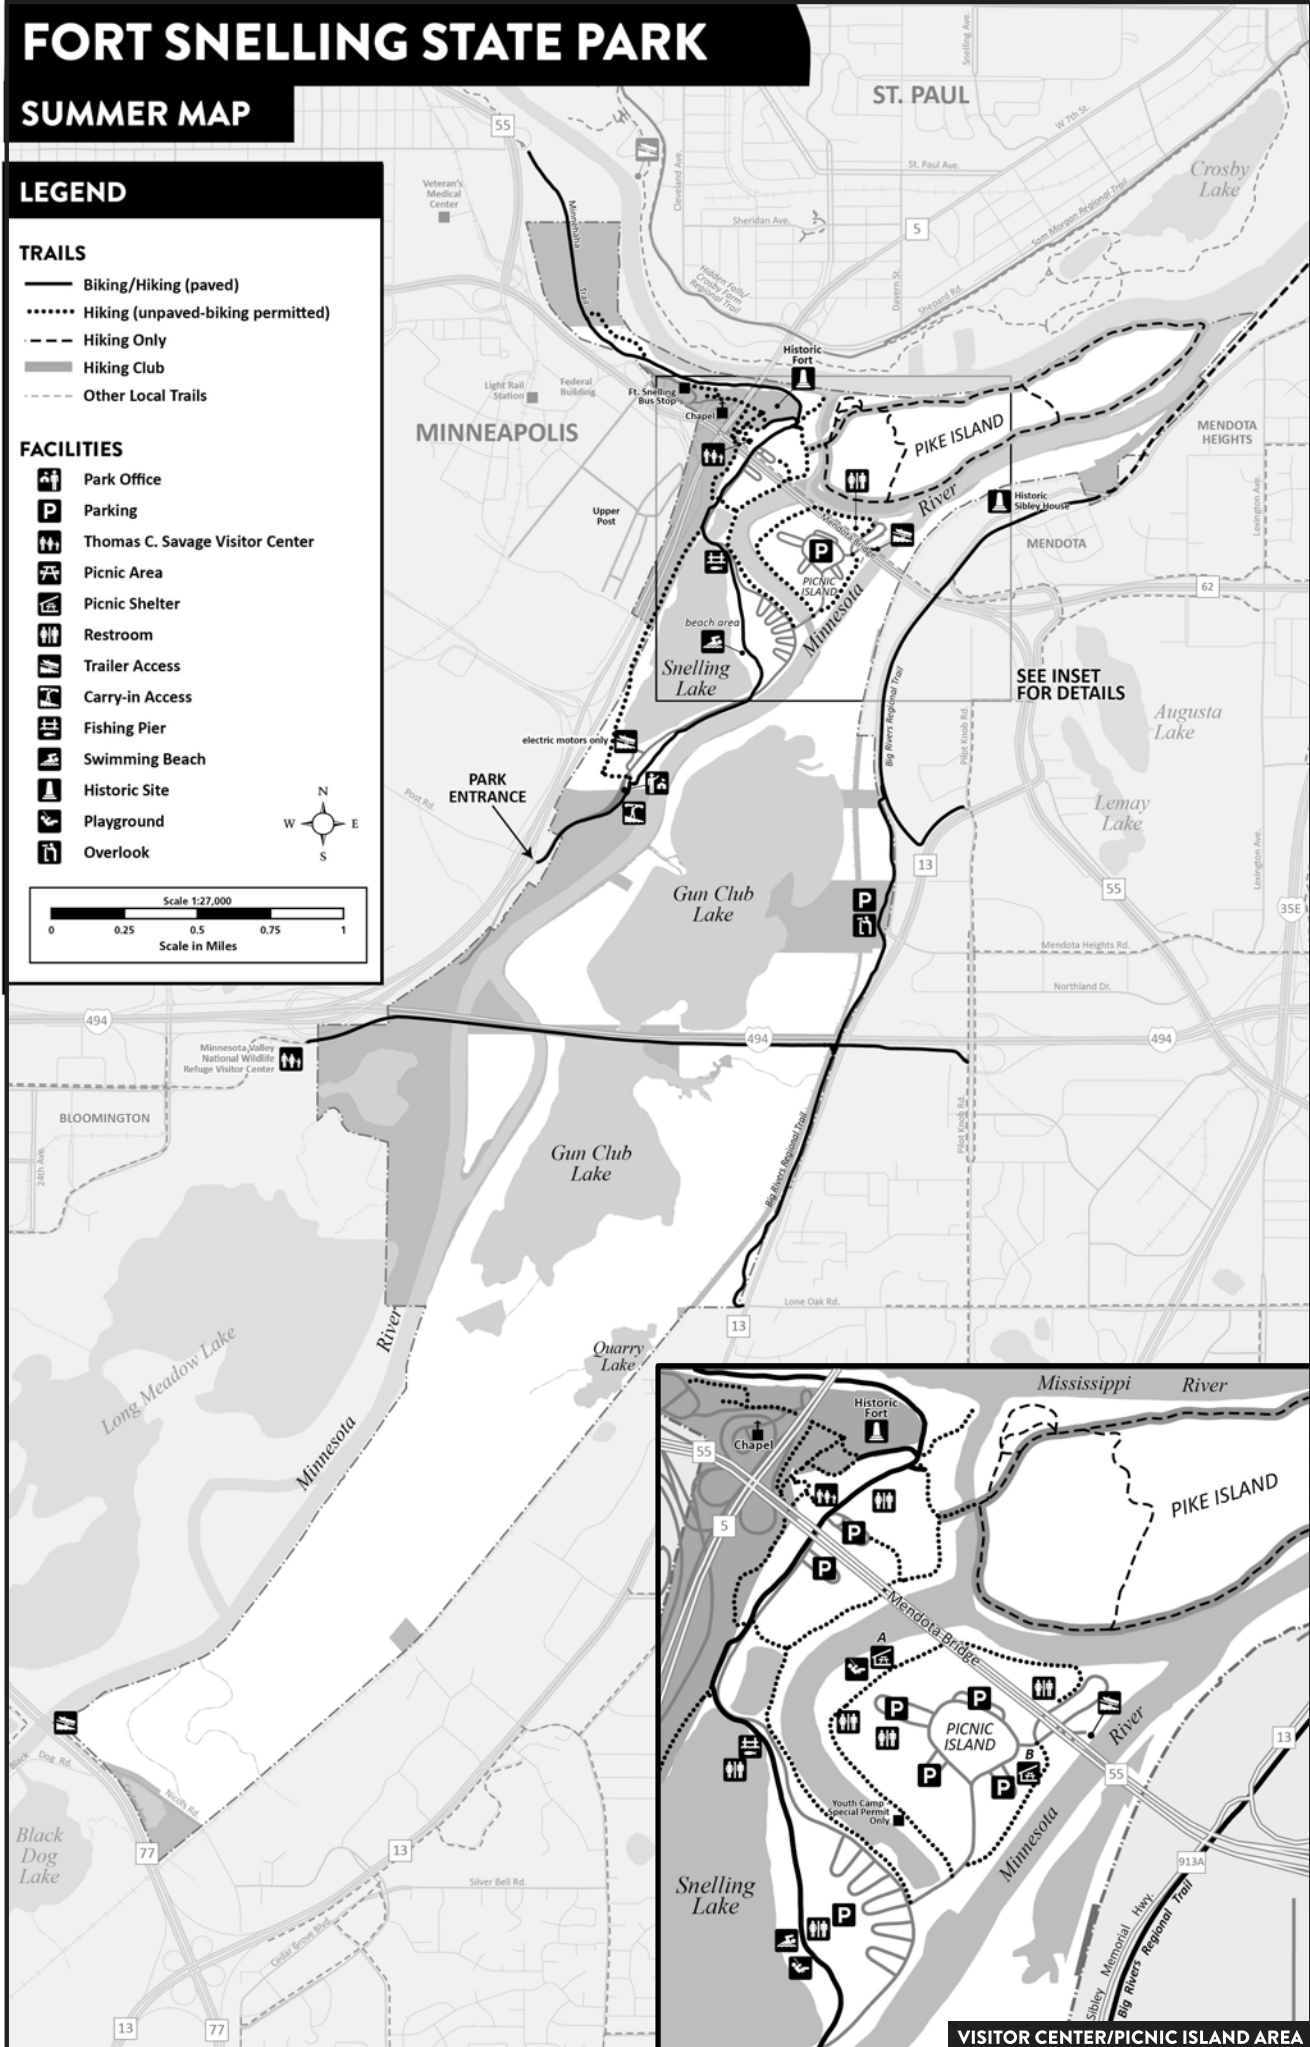 FORT SNELLING STATE PARK
SUMMER MAP
LEGEND
TRAILS
Biking/Hiking (paved)
Hiking (unpaved-biking permitted)
Hiking Only
Hiking Club
Other Local Trails
FACILITIES
Park Office
P
Parking
Thomas C. Savage Visitor Center
Picnic Area
Picnic Shelter
Restroom
Trailer Access
Carry-in Access
Fishing Pier
Swimming Beach
Historic Site
Playground
Overlook
N
W
E
S
Scale 1:27,000
0
0.25
0.5
0.75
1
Scale in Miles
Snelling Ave.
ST. PAUL
W 7th St.
55
St. Paul Ave.
Cleveland Ave.
Crosby
Lake
Veteran's
Medical
Center
Minnehaha
Trail
Sheridan Ave.
5
Sam Morgan Regional Trail
Hidden Falls/
Crosby Farm
Regional Trail
Davern St.
Shepard Rd.
Historic
Fort
Light Rail
Station
Federal
Building
Ft. Snelling
Bus Stop
Chapel
MINNEAPOLIS
PIKE ISLAND
MENDOTA
HEIGHTS
River
Historic
Sibley House
Lexington Ave.
Upper
Post
Mendota Bridge
MENDOTA
P
PICNIC
ISLAND
62
Minnesota
beach area
Snelling
Lake
SEE INSET
FOR DETAILS
Big Rivers Regional Trail
Pilot Knob Rd.
Augusta
Lake
electric motors only
PARK
ENTRANCE
Post Rd.
Lemay
Lake
13
55
Lexington Ave.
Gun Club
Lake
P
35E
Mendota Heights Rd.
Northland Dr.
494
494
494
Minnesota Valley
National Wildlife
Refuge Visitor Center
BLOOMINGTON
24th Ave.
Gun Club
Lake
Big Rivers Regional Trail
Pilot Knob Rd.
Lone Oak Rd.
13
River
Long Meadow Lake
Quarry
Lake
Minnesota
Black Dog Rd.
Nicols Rd.
Black
Dog
Lake
77
13
Silver Bell Rd.
Cedar Grove Blvd.
13
77
Mississippi River
Historic
Fort
Chapel
55
5
PIKE ISLAND
P
P
Mendota Bridge
A
P
P
PICNIC
ISLAND
River
13
B
P
P
55
Youth Camp
Special Permit
Only
Minnesota
913A
Snelling
Lake
P
Sibley Memorial Hwy.
Big Rivers Regional Trail
VISITOR CENTER/PICNIC ISLAND AREA